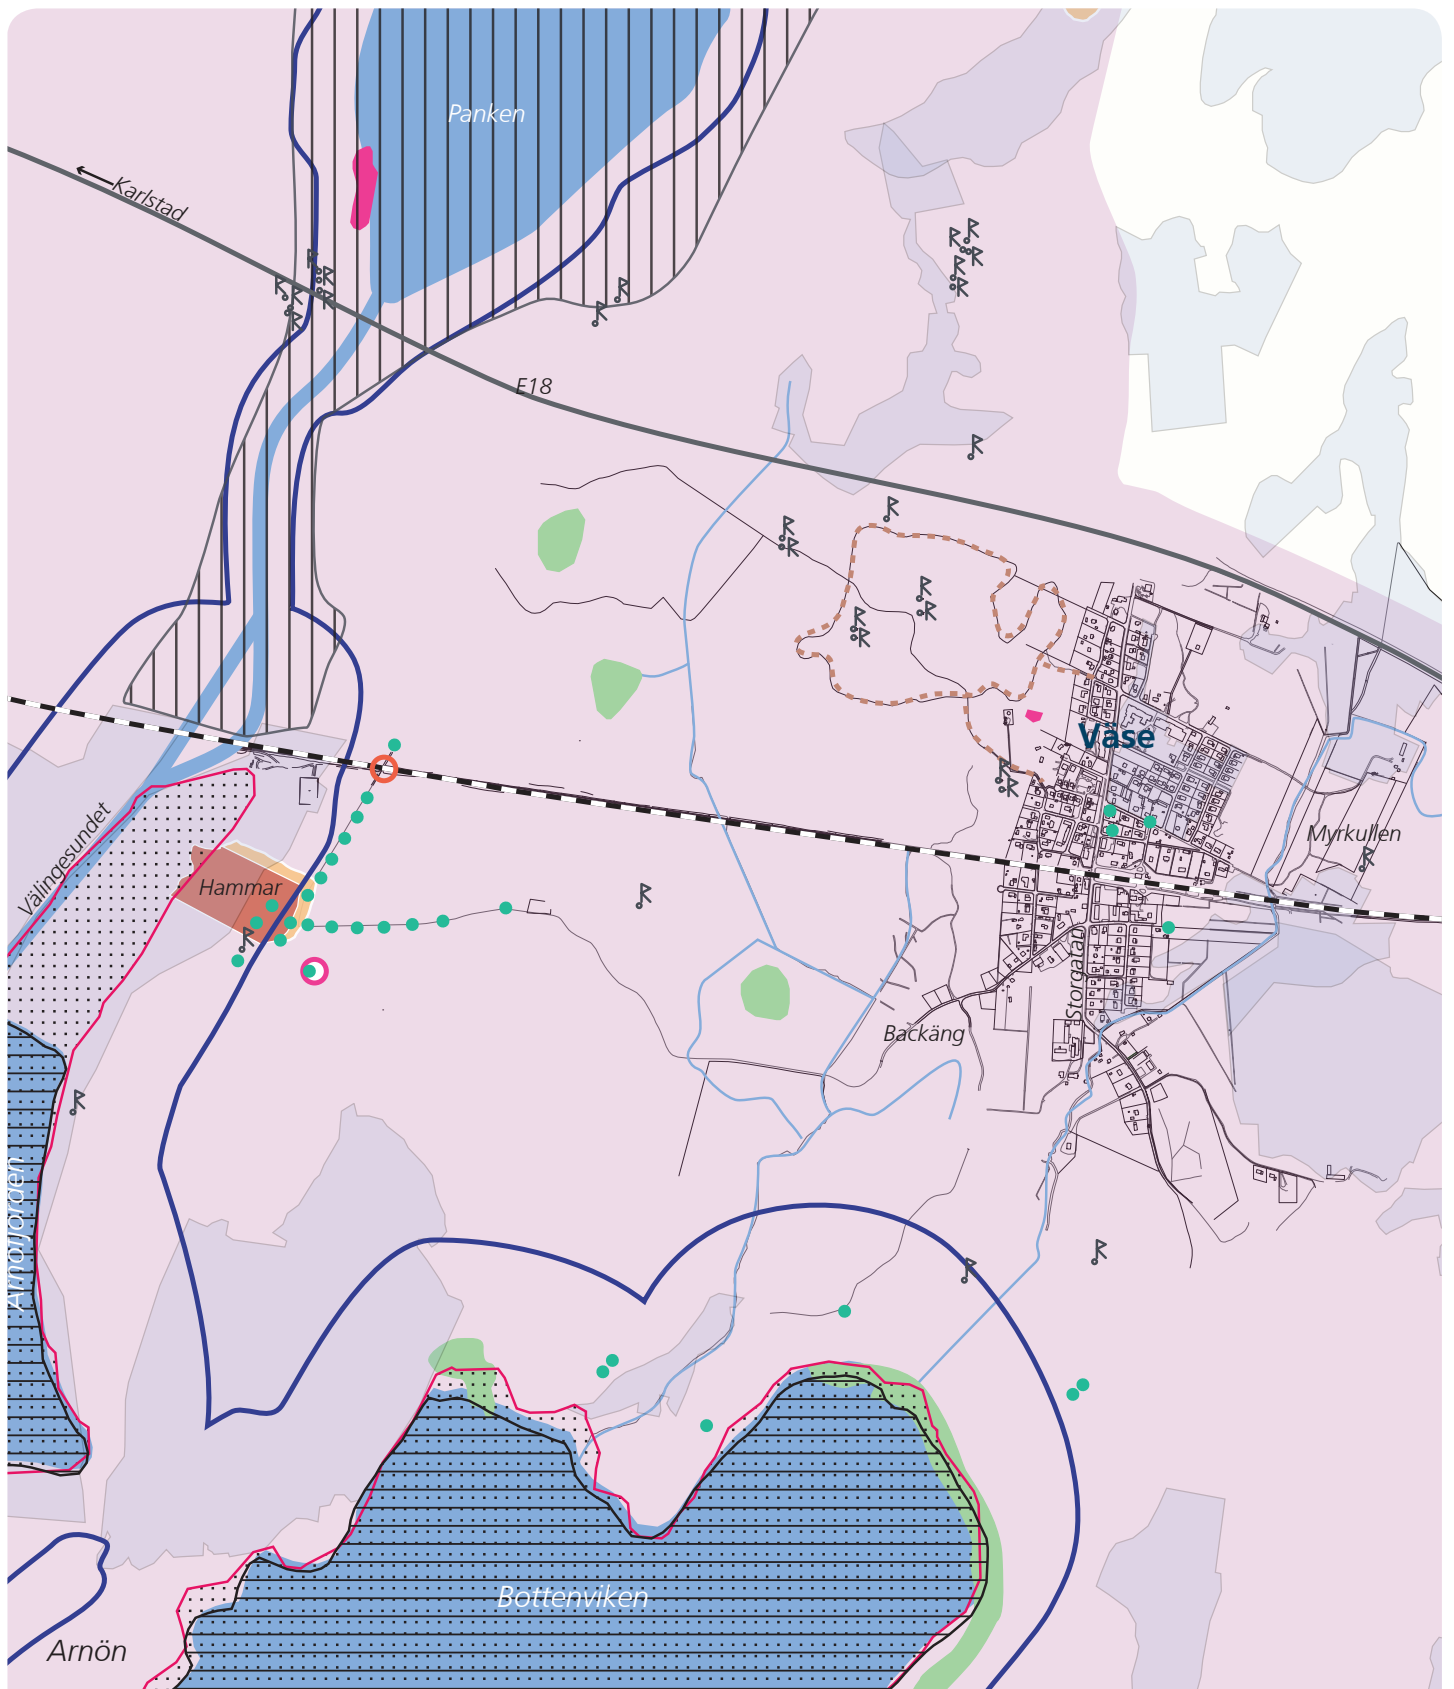 Panken
Karlstad
E18
Väse
Välingesundet
Myrkullen
Hammar
Storgatan
Backäng
Arnöfjorden
Bottenviken
Arnön